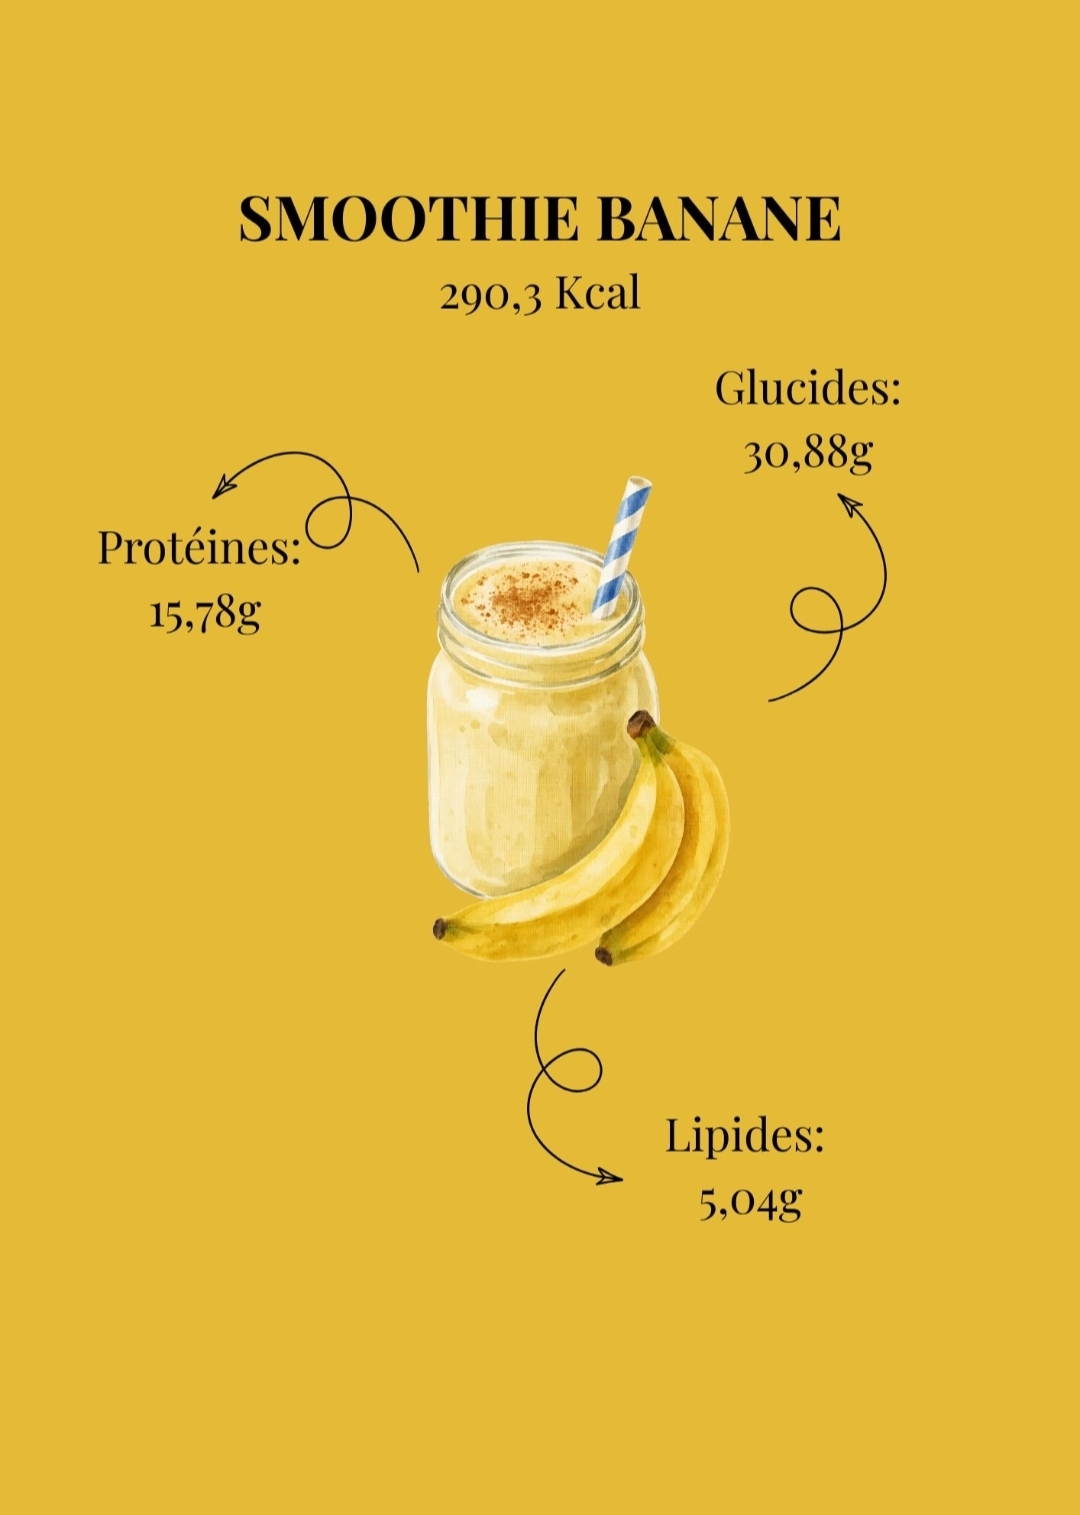 SMOOTHIE BANANE
290,3 Kcal
Glucides:
30,88g
Protéines:
15,78g
Lipides:
5,04g